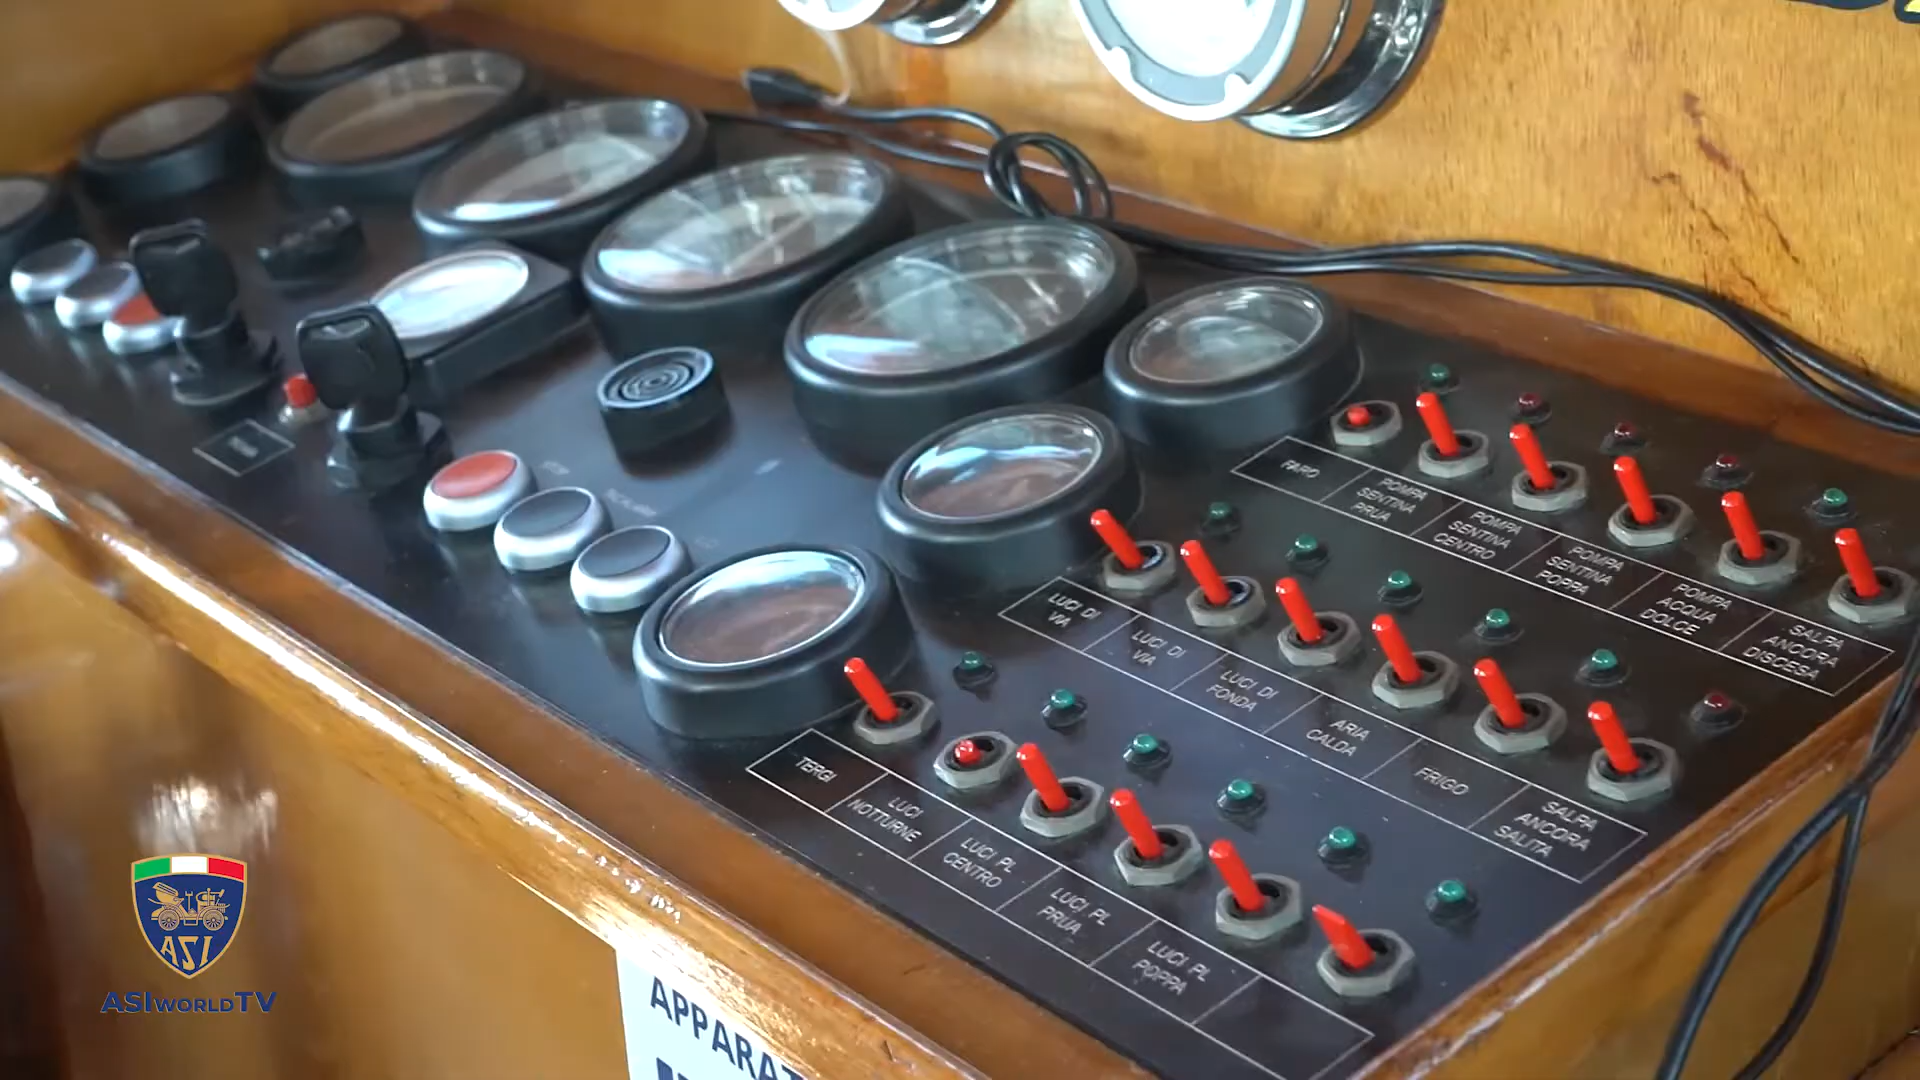 FARO
POMPA
SENTINA
PRUA
POMPA
SENTINA
CENTRO
POMPA
SENTINA
POPPA
POMPA
ACQUA
DOLCE
SALPA
ANCORA
DISCESA
LUCI DI
VIA
LUCI DI
VIA
LUCI DI
FONDA
ARIA
CALDA
FRIGO
SALPA
ANCORA
SALITA
TERGI
LUCI
NOTTURNE
LUCI PL
CENTRO
LUCI PL
PRUA
LUCI PL
POPPA
STOP
APPARAT
ASI
ASIWORLDTV